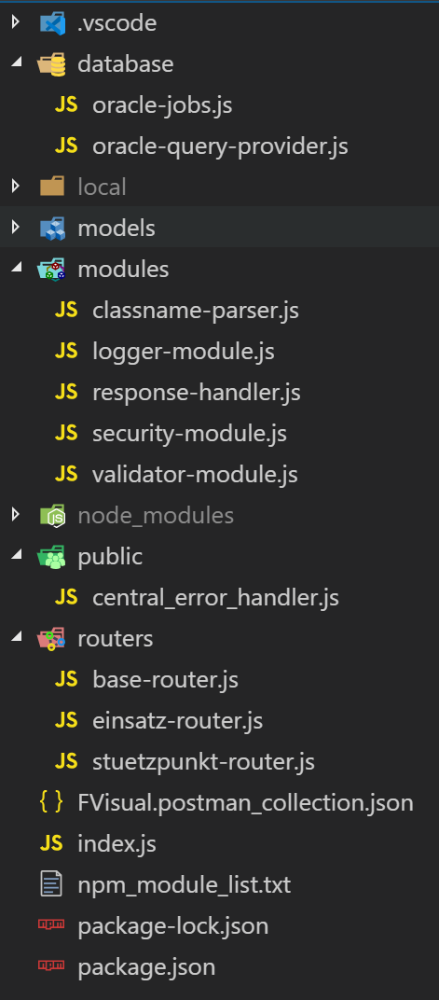 .vscode
database
JS oracle-jobs.js
JS oracle-query-provider.js
local
models
modules
JS classname-parser.js
JS logger-module.js
JS response-handler.js
JS security-module.js
JS validator-module.js
node_modules
public
JS central_error_handler.js
routers
JS base-router.js
JS einsatz-router.js
JS stuetzpunkt-router.js
{ } FVisual.postman_collection.json
JS index.js
npm_module_list.txt
package-lock.json
package.json